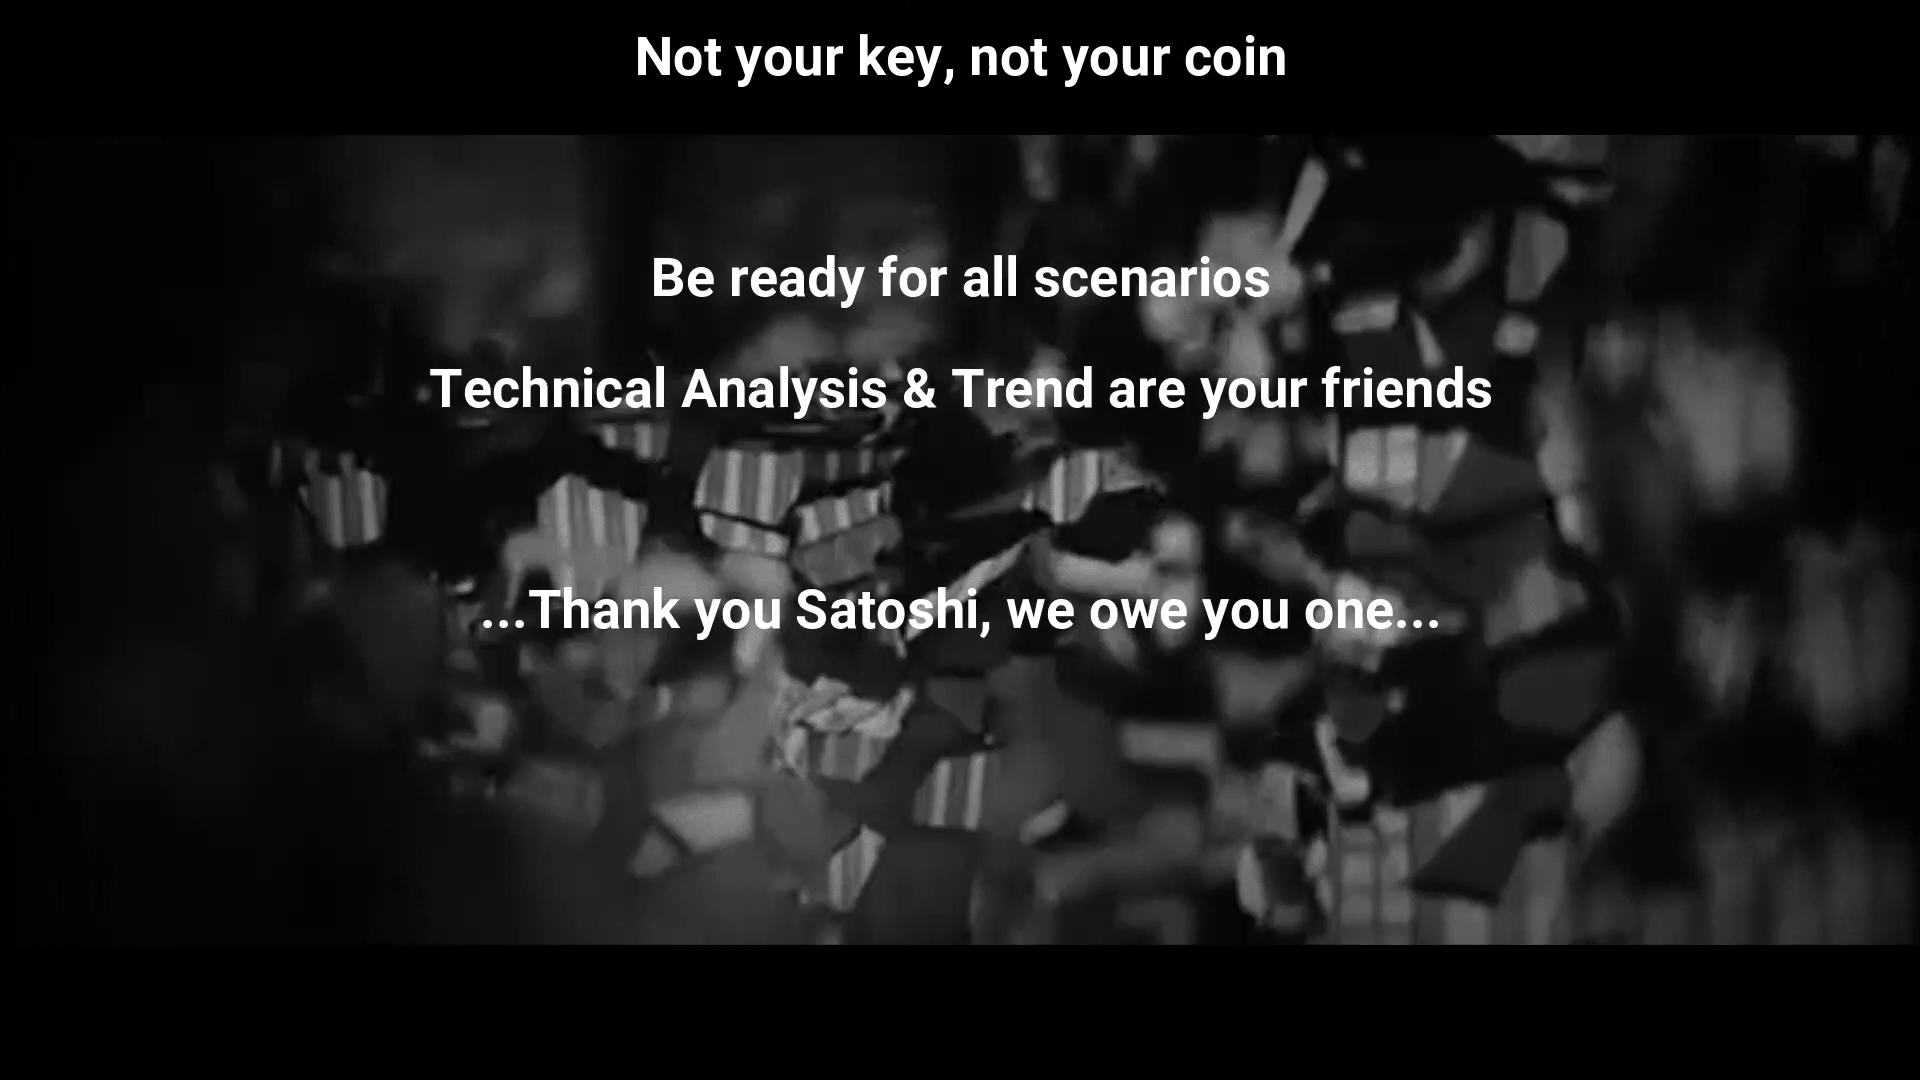 Not your key, not your coin
Be ready for all scenarios
Technical Analysis & Trend are your friends
...Thank you Satoshi, we owe you one...